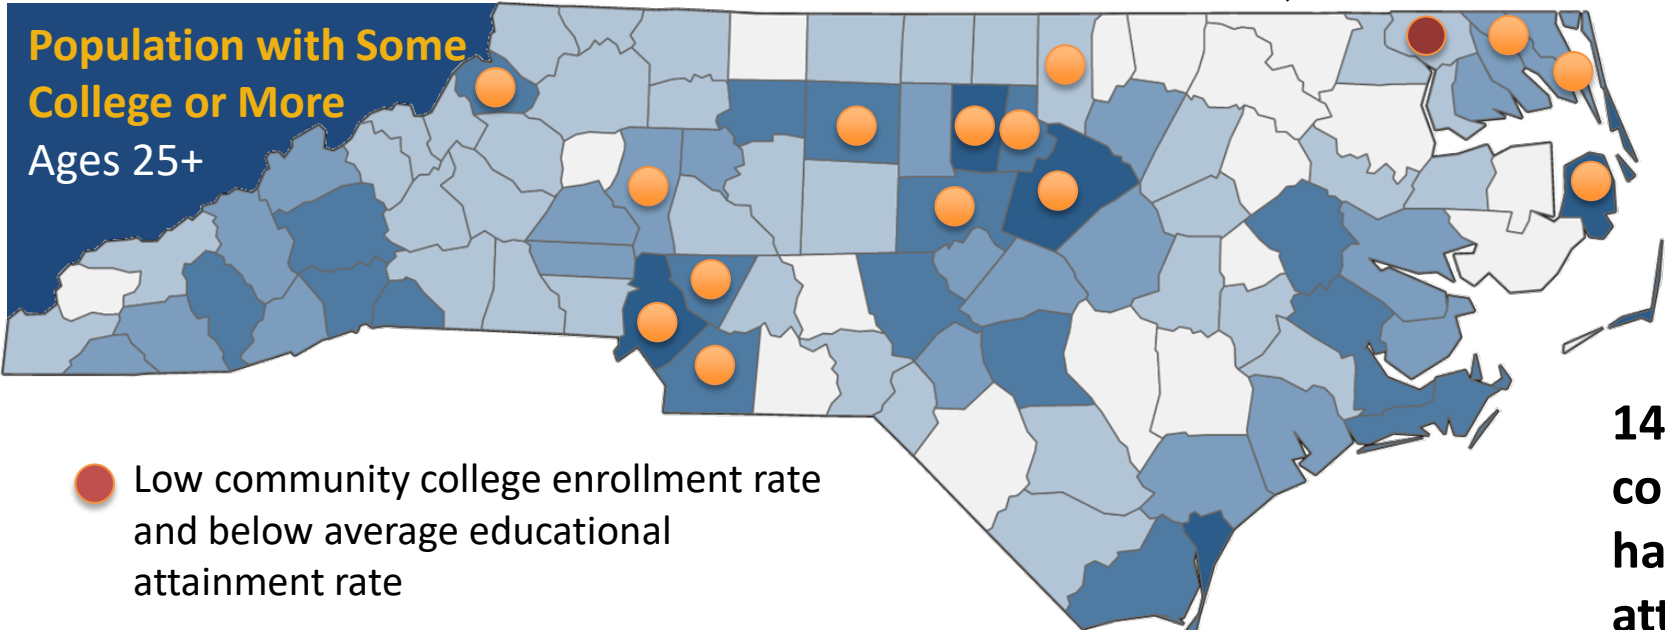 Population with Some
College or More
Ages 25+
Low community college enrollment rate
and below average educational
attainment rate
14
co
ha
att